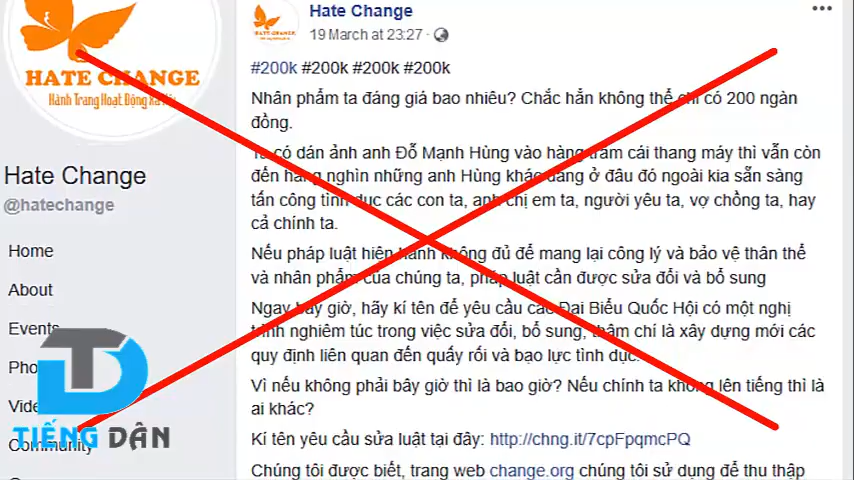 HATE CHANGE
Hành Trang Hoạt Động Xã Hội
Hate Change
@hatechange
Home
About
Events
Community
TD
TIẾNG DÂN
Hate Change
19 March at 23:27
#200k #200k #200k #200k
Nhân phẩm ta đáng giá bao nhiêu? Chắc hẳn không thể chỉ có 200 ngàn
đồng.
Ta có dán ảnh anh Đỗ Mạnh Hùng vào hàng trăm cái thang máy thì vẫn còn
đến hàng nghìn những anh Hùng khác đang ở đâu đó ngoài kia sẵn sàng
tấn công tình dục các con ta, anh chị em ta, người yêu ta, vợ chồng ta, hay
cả chính ta.
Nếu pháp luật hiện hành không đủ để mang lại công lý và bảo vệ thân thể
và nhân phẩm của chúng ta, pháp luật cần được sửa đổi và bổ sung
Ngay bây giờ, hãy kí tên để yêu cầu các Đại Biểu Quốc Hội có một nghị
trình nghiêm túc trong việc sửa đổi, bổ sung, thậm chí là xây dựng mới các
quy định liên quan đến quấy rối và bạo lực tình dục.
Vì nếu không phải bây giờ thì là bao giờ? Nếu chính ta không lên tiếng thì là
ai khác?
Kí tên yêu cầu sửa luật tại đây: http://chng.it/7cpFpqmcPQ
Chúng tôi được biết, trang web change.org chúng tôi sử dụng để thu thập